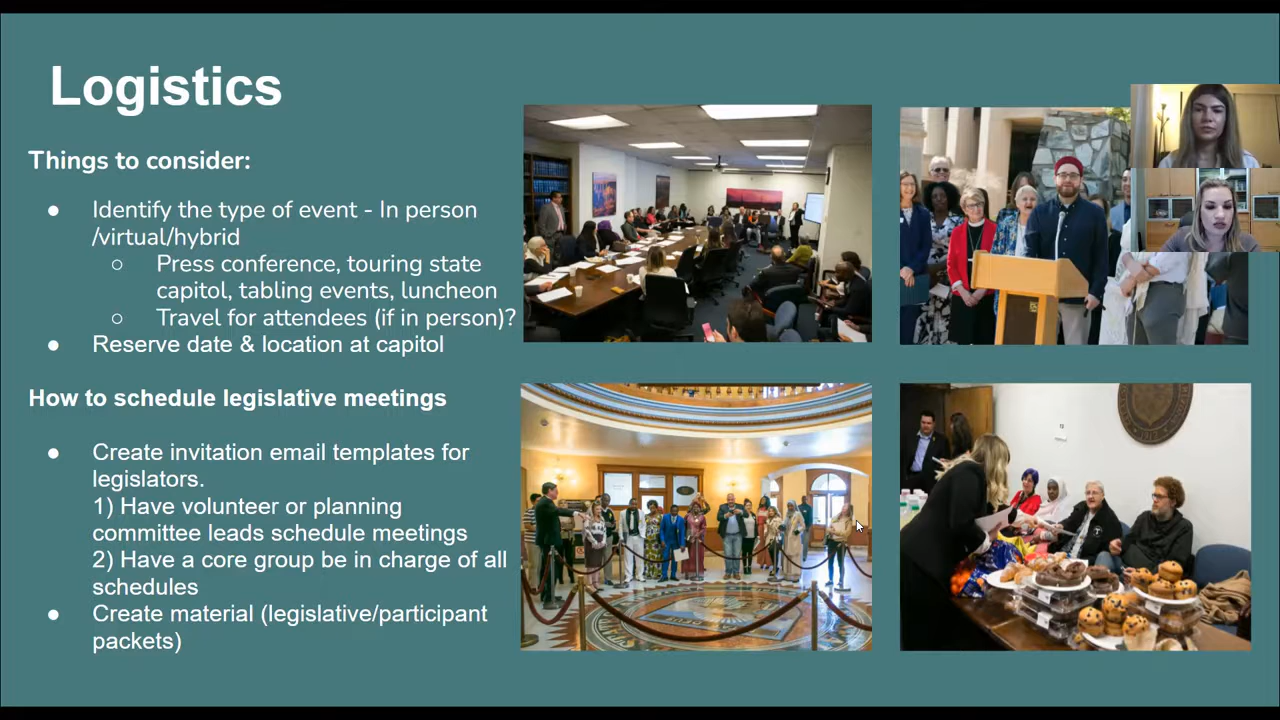 Logistics
Things to consider:
● Identify the type of event - In person
/virtual/hybrid
○ Press conference, touring state
capitol, tabling events, luncheon
○ Travel for attendees (if in person)?
● Reserve date & location at capitol
How to schedule legislative meetings
● Create invitation email templates for
legislators.
1) Have volunteer or planning
committee leads schedule meetings
2) Have a core group be in charge of all
schedules
● Create material (legislative/participant
packets)